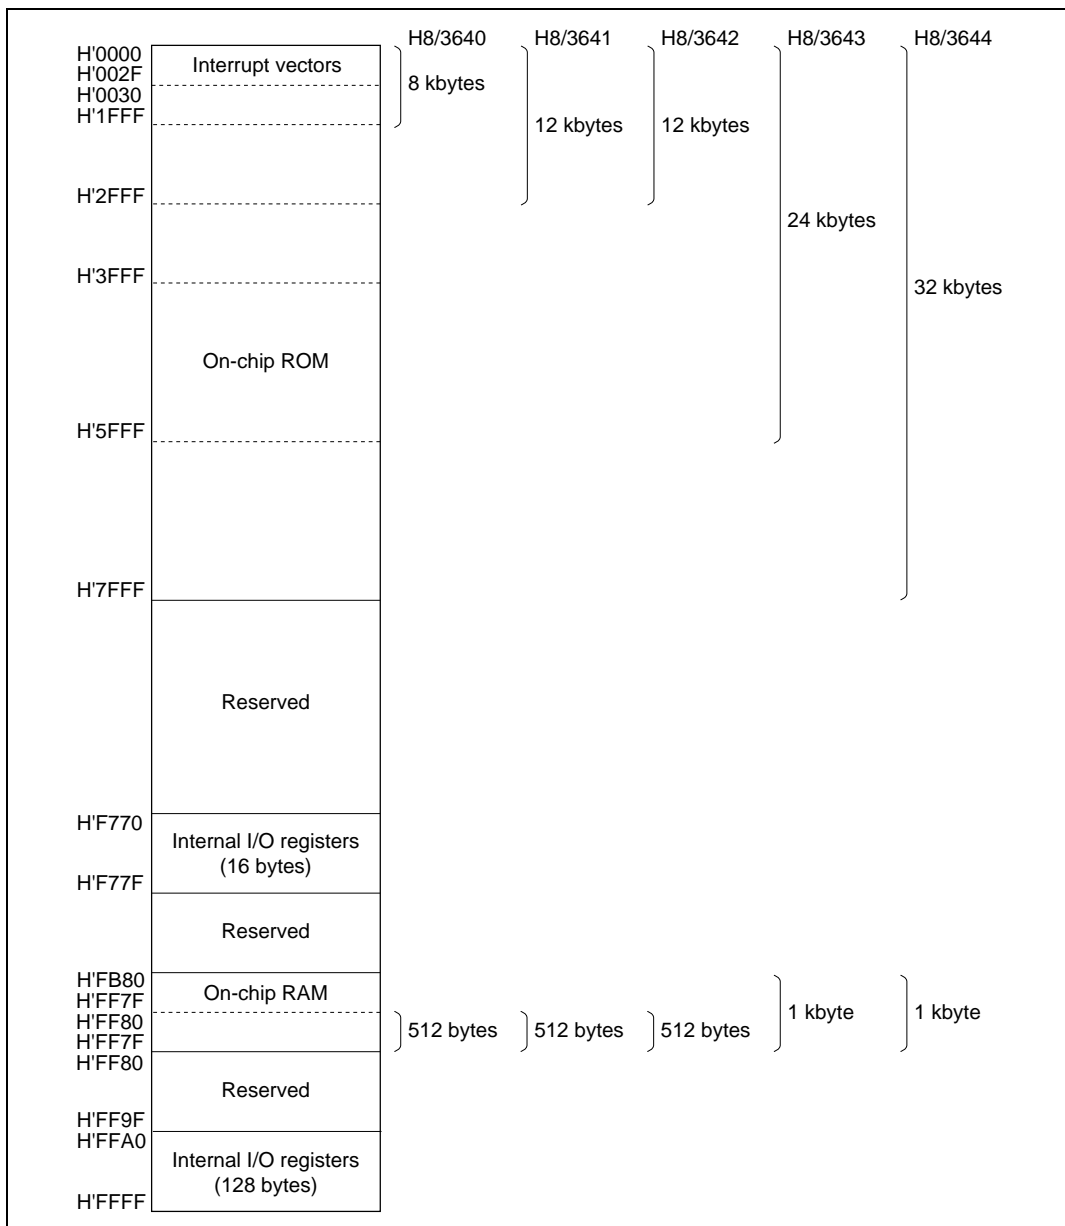 H8/3640 H8/3641 H8/3642 H8/3643 H8/3644
H'0000
Interrupt vectors
H'002F
8 kbytes
H'0030
H'1FFF
12 kbytes 12 kbytes
H'2FFF
24 kbytes
H'3FFF
32 kbytes
On-chip ROM
H'5FFF
H'7FFF
Reserved
H'F770
Internal I/O registers
(16 bytes)
H'F77F
Reserved
H'FB80
On-chip RAM
H'FF7F
1 kbyte 1 kbyte
H'FF80
512 bytes 512 bytes 512 bytes
H'FF7F
H'FF80
Reserved
H'FF9F
H'FFA0
Internal I/O registers
(128 bytes)
H'FFFF